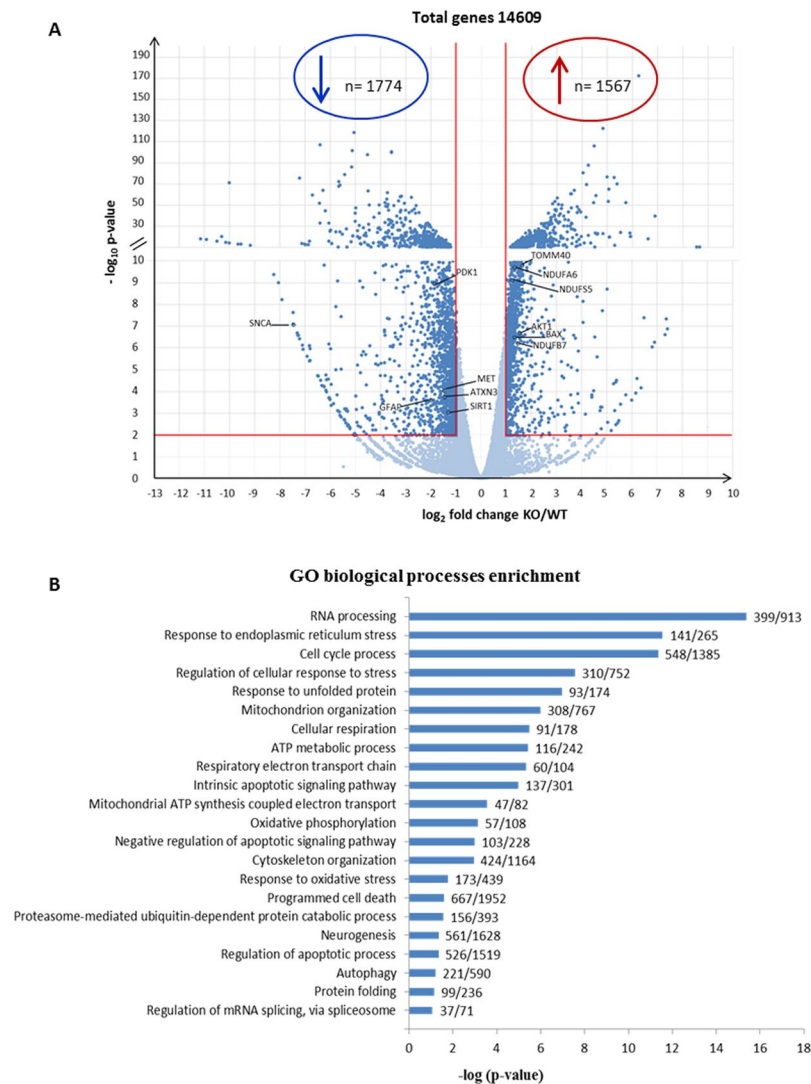 Total genes 14609
A
n= 1774
n= 1567
190
170
150
130
110
90
70
50
30
- log10 p-value
10
9
8
7
6
5
4
3
2
1
0
TOMM40
PDK1
NDUFA6
NDUFS5
SNCA
AKT1
BAX
NDUFB7
MET
ATXN3
GFAP
SIRT1
-13 -12 -11 -10 -9 -8 -7 -6 -5 -4 -3 -2 -1 0 1 2 3 4 5 6 7 8 9 10
log2 fold change KO/WT
B
GO biological processes enrichment
RNA processing 399/913
Response to endoplasmic reticulum stress 141/265
Cell cycle process 548/1385
Regulation of cellular response to stress 310/752
Response to unfolded protein 93/174
Mitochondrion organization 308/767
Cellular respiration 91/178
ATP metabolic process 116/242
Respiratory electron transport chain 60/104
Intrinsic apoptotic signaling pathway 137/301
Mitochondrial ATP synthesis coupled electron transport 47/82
Oxidative phosphorylation 57/108
Negative regulation of apoptotic signaling pathway 103/228
Cytoskeleton organization 424/1164
Response to oxidative stress 173/439
Programmed cell death 667/1952
Proteasome-mediated ubiquitin-dependent protein catabolic process 156/393
Neurogenesis 561/1628
Regulation of apoptotic process 526/1519
Autophagy 221/590
Protein folding 99/236
Regulation of mRNA splicing, via spliceosome 37/71
0 2 4 6 8 10 12 14 16 18
-log (p-value)